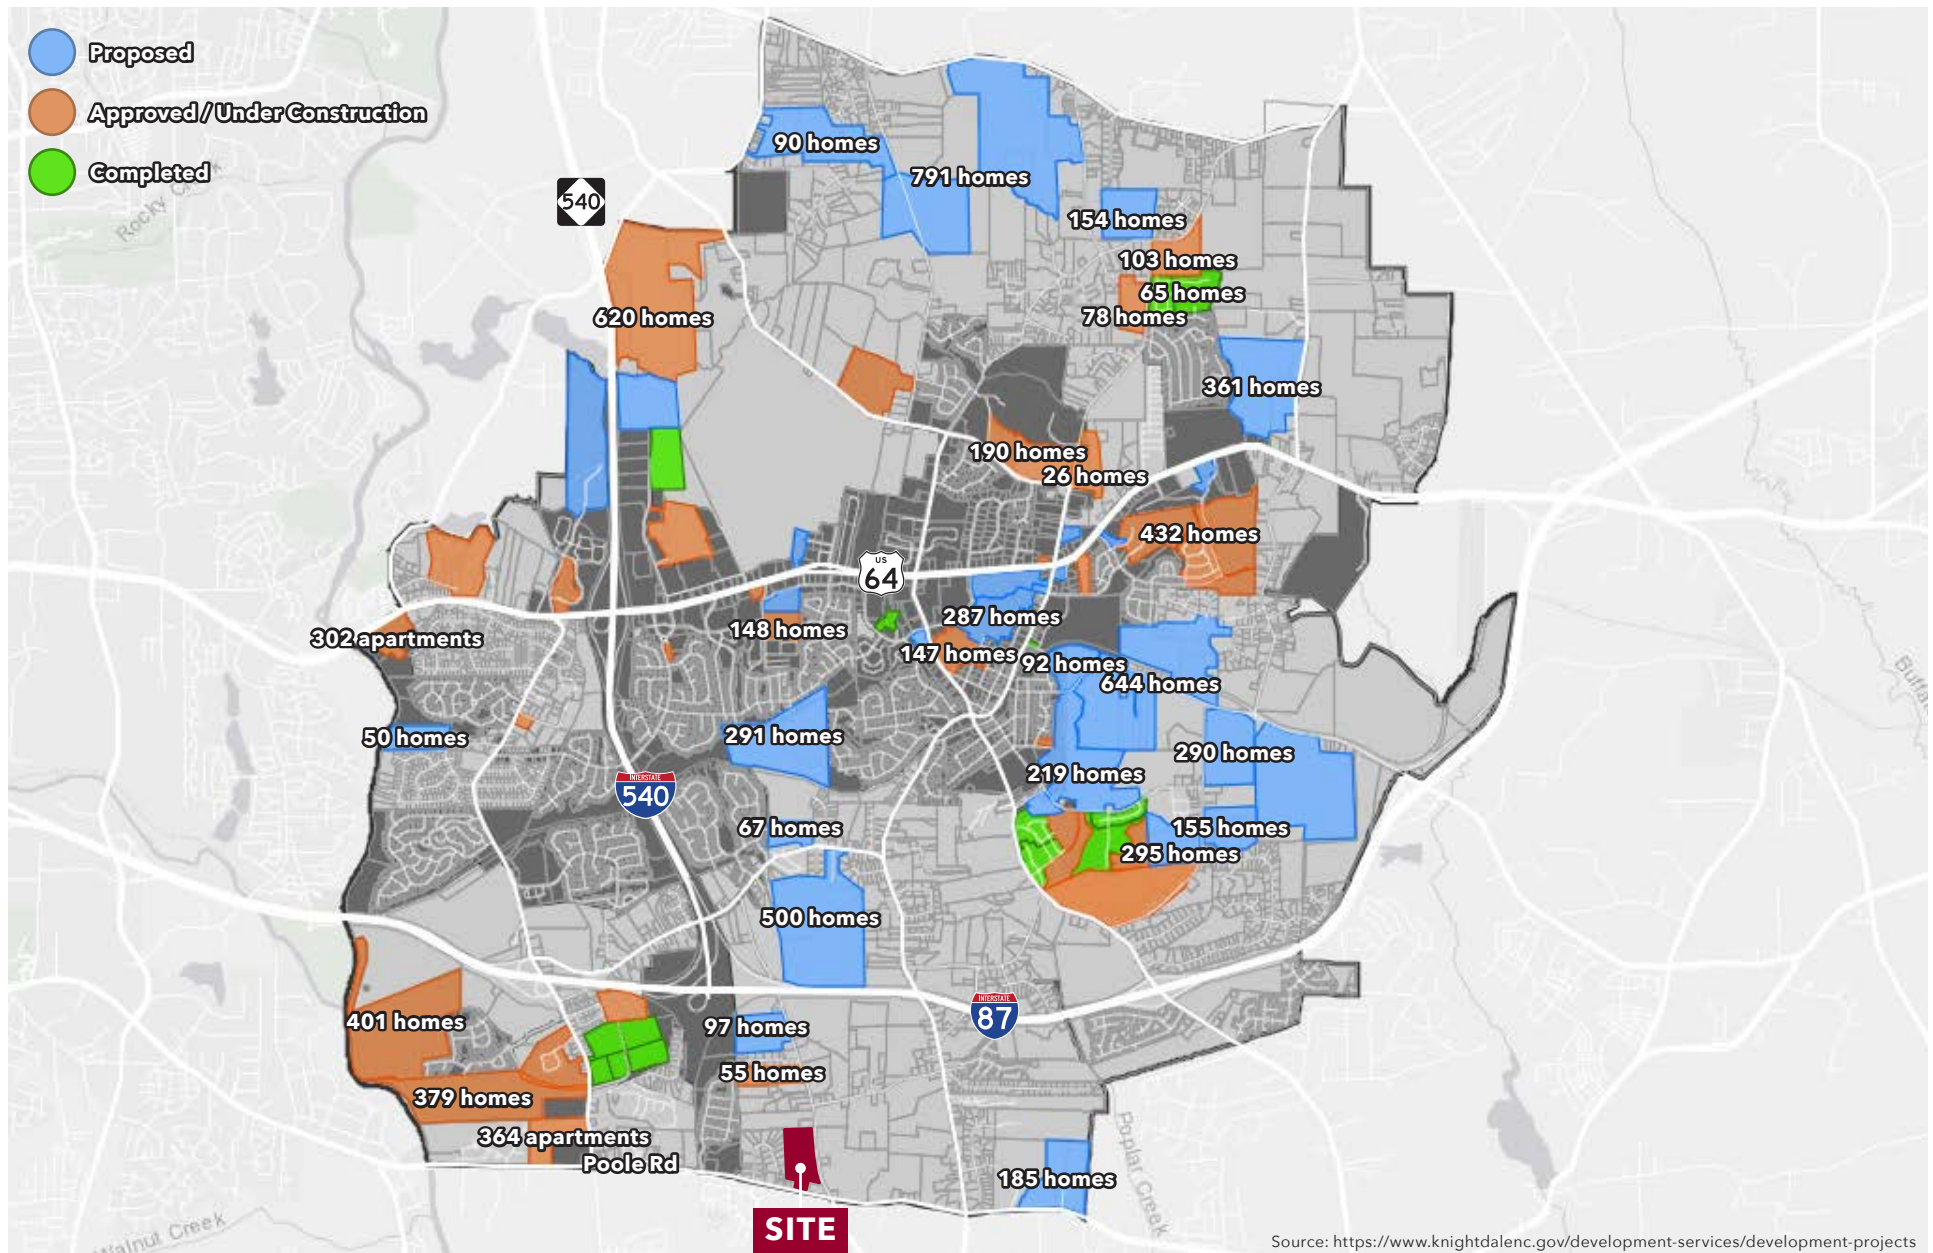 Proposed
Approved / Under Construction
Completed
Rocky
540
90 homes
791 homes
154 homes
103 homes
65 homes
78 homes
620 homes
361 homes
190 homes
26 homes
432 homes
US
64
287 homes
148 homes
302 apartments
147 homes
92 homes
644 homes
50 homes
291 homes
290 homes
219 homes
INTERSTATE
540
67 homes
155 homes
295 homes
500 homes
401 homes
97 homes
INTERSTATE
87
55 homes
379 homes
364 apartments
Poole Rd
185 homes
Poplar Creek
SITE
Walnut Creek
Source: https://www.knightdalenc.gov/development-services/development-projects